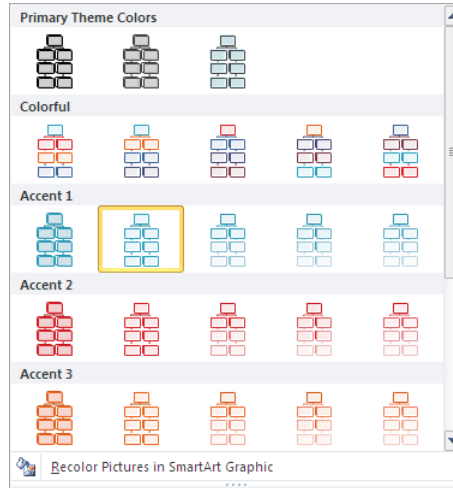 Primary Theme Colors
Colorful
Accent 1
Accent 2
Accent 3
Recolor Pictures in SmartArt Graphic